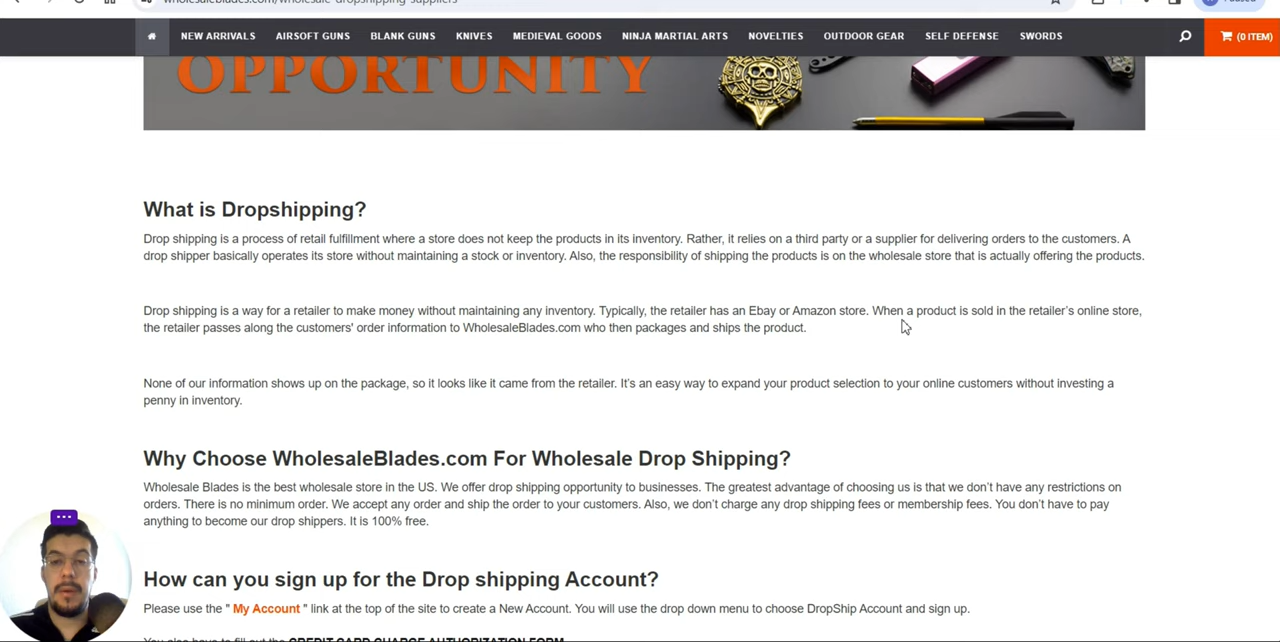 wholesaleblades.com/wholesale-dropshipping-suppliers
NEW ARRIVALS AIRSOFT GUNS BLANK GUNS KNIVES MEDIEVAL GOODS NINJA MARTIAL ARTS NOVELTIES OUTDOOR GEAR SELF DEFENSE SWORDS (0 ITEM)
OPPORTUNITY
What is Dropshipping?
Drop shipping is a process of retail fulfillment where a store does not keep the products in its inventory. Rather, it relies on a third party or a supplier for delivering orders to the customers. A
drop shipper basically operates its store without maintaining a stock or inventory. Also, the responsibility of shipping the products is on the wholesale store that is actually offering the products.
Drop shipping is a way for a retailer to make money without maintaining any inventory. Typically, the retailer has an Ebay or Amazon store. When a product is sold in the retailer's online store,
the retailer passes along the customers' order information to WholesaleBlades.com who then packages and ships the product.
None of our information shows up on the package, so it looks like it came from the retailer. It's an easy way to expand your product selection to your online customers without investing a
penny in inventory.
Why Choose WholesaleBlades.com For Wholesale Drop Shipping?
Wholesale Blades is the best wholesale store in the US. We offer drop shipping opportunity to businesses. The greatest advantage of choosing us is that we don't have any restrictions on
orders. There is no minimum order. We accept any order and ship the order to your customers. Also, we don't charge any drop shipping fees or membership fees. You don't have to pay
anything to become our drop shippers. It is 100% free.
How can you sign up for the Drop shipping Account?
Please use the " My Account " link at the top of the site to create a New Account. You will use the drop down menu to choose DropShip Account and sign up.
You also have to fill out the CREDIT CARD CHARGE AUTHORIZATION FORM